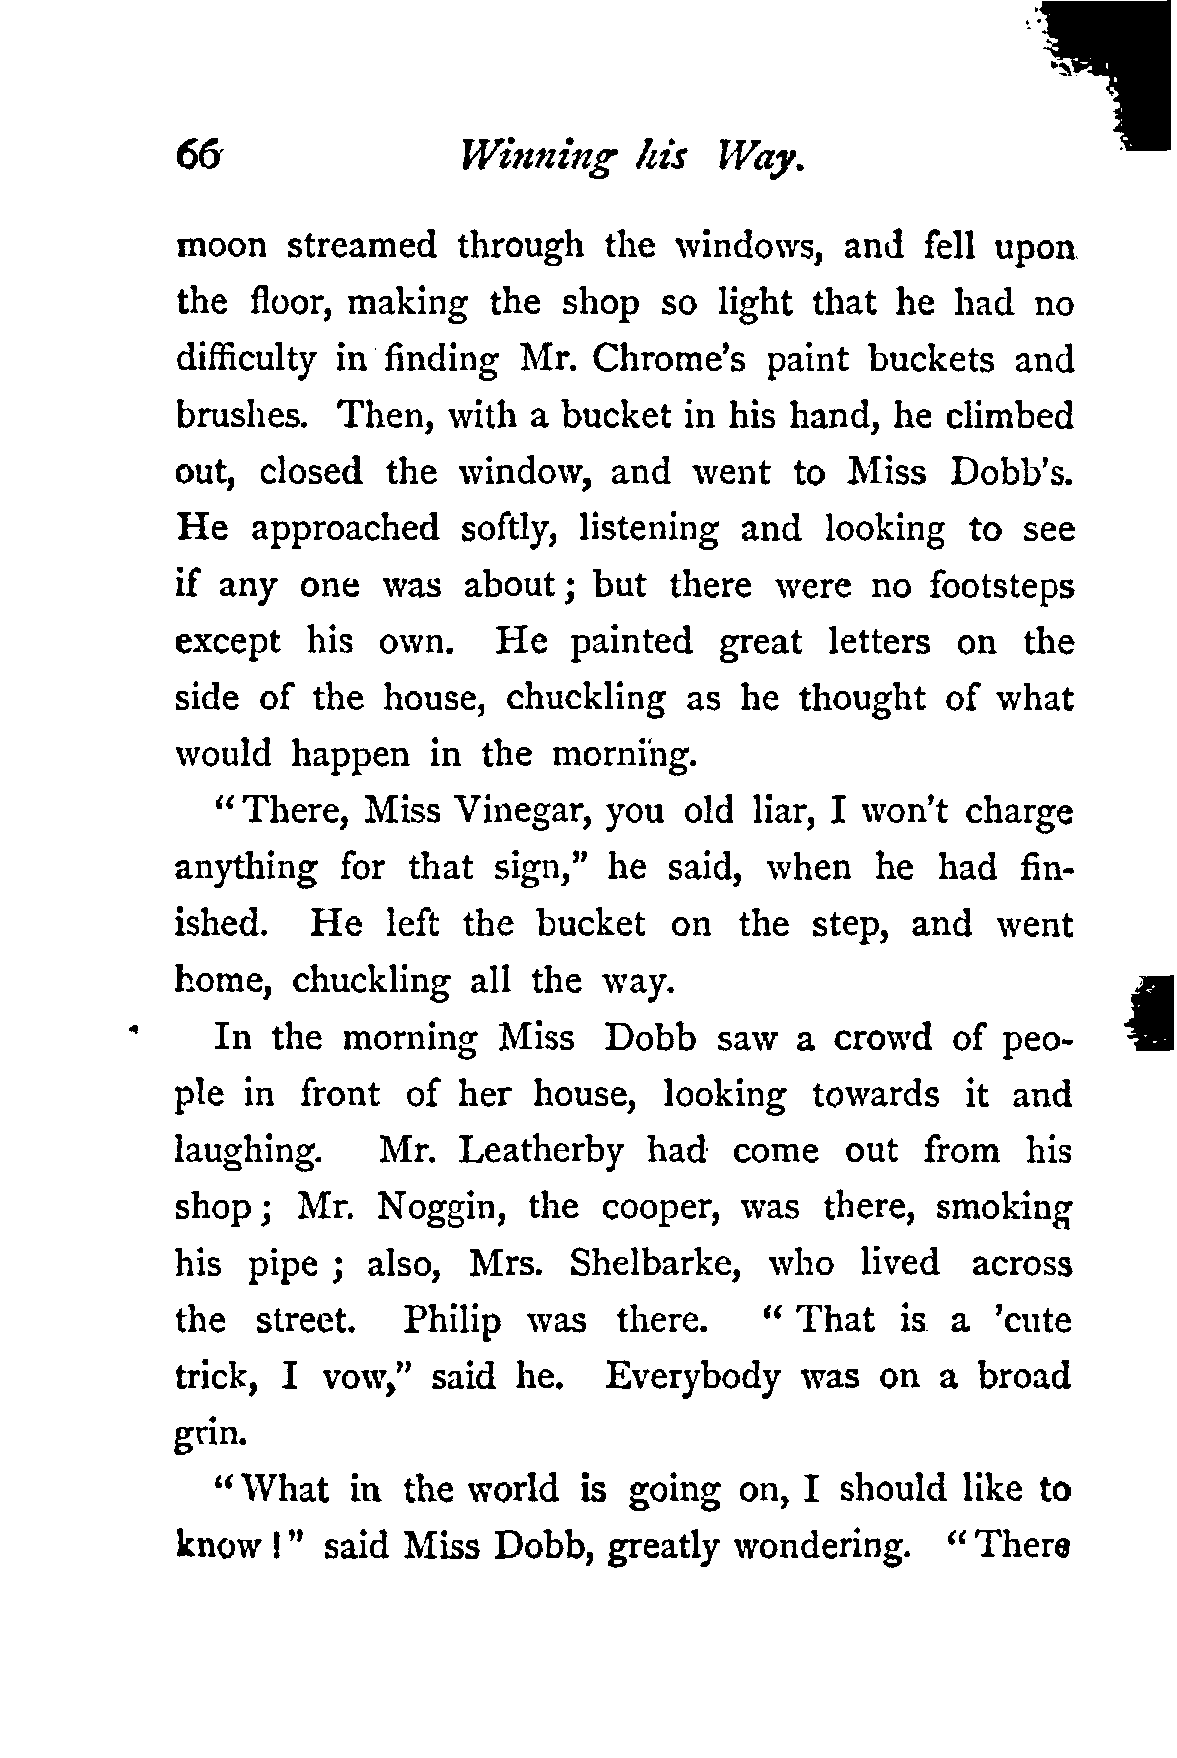 66 Winning his Way.
moon streamed through the windows, and fell upon
the floor, making the shop so light that he had no
difficulty in finding Mr. Chrome's paint buckets and
brushes. Then, with a bucket in his hand, he climbed
out, closed the window, and went to Miss Dobb's.
He approached softly, listening and looking to see
if any one was about; but there were no footsteps
except his own. He painted great letters on the
side of the house, chuckling as he thought of what
would happen in the morning.
"There, Miss Vinegar, you old liar, I won't charge
anything for that sign," he said, when he had fin-
ished. He left the bucket on the step, and went
home, chuckling all the way.
In the morning Miss Dobb saw a crowd of peo-
ple in front of her house, looking towards it and
laughing. Mr. Leatherby had come out from his
shop; Mr. Noggin, the cooper, was there, smoking
his pipe; also, Mrs. Shelbarke, who lived across
the street. Philip was there. "That is a 'cute
trick, I vow," said he. Everybody was on a broad
grin.
"What in the world is going on, I should like to
know!" said Miss Dobb, greatly wondering. "There